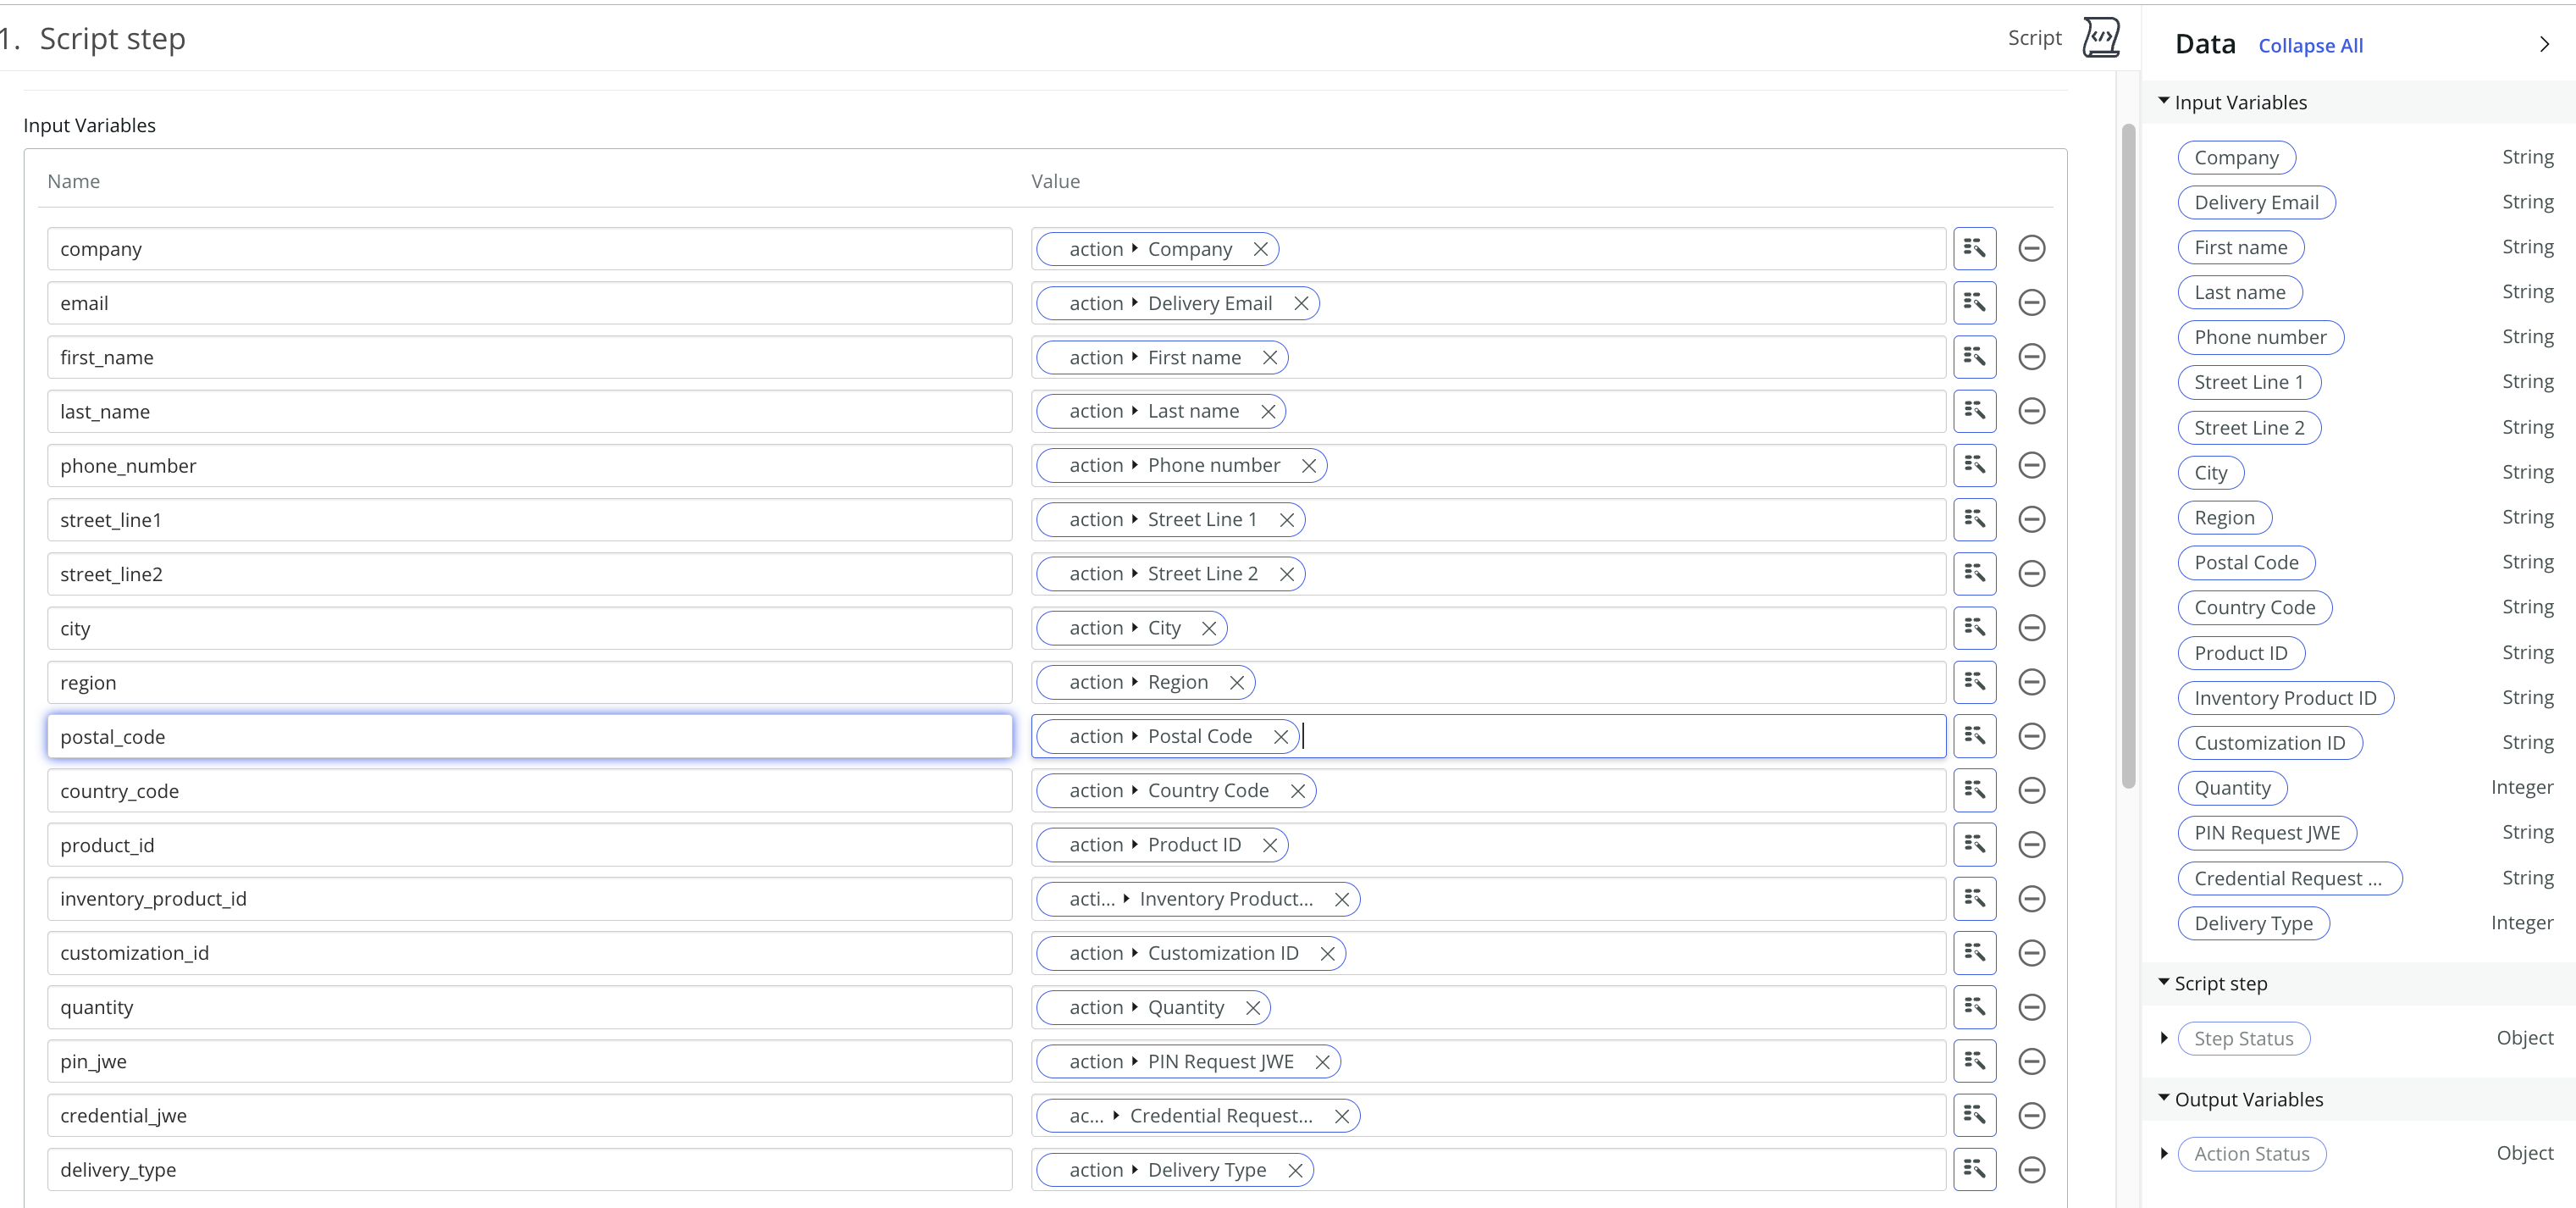 1. Script step
Script
Input Variables
Name Value
company action Company
email action Delivery Email
first_name action First name
last_name action Last name
phone_number action Phone number
street_line1 action Street Line 1
street_line2 action Street Line 2
city action City
region action Region
postal_code action Postal Code
country_code action Country Code
product_id action Product ID
inventory_product_id acti... Inventory Product...
customization_id action Customization ID
quantity action Quantity
pin_jwe action PIN Request JWE
credential_jwe ac... Credential Request...
delivery_type action Delivery Type
Data Collapse All
Input Variables
Company String
Delivery Email String
First name String
Last name String
Phone number String
Street Line 1 String
Street Line 2 String
City String
Region String
Postal Code String
Country Code String
Product ID String
Inventory Product ID String
Customization ID String
Quantity Integer
PIN Request JWE String
Credential Request ... String
Delivery Type Integer
Script step
Step Status Object
Output Variables
Action Status Object